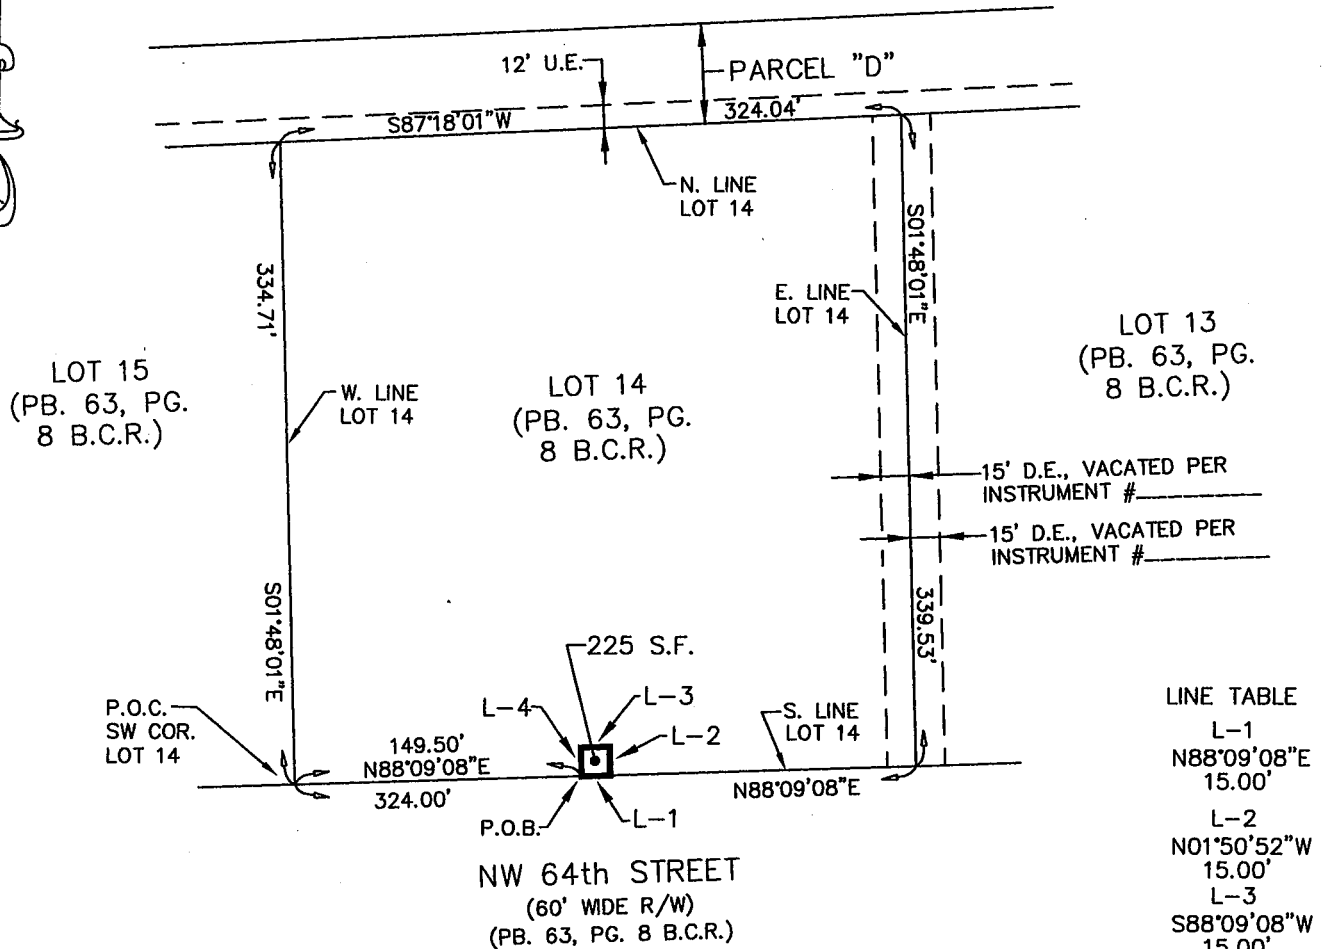 12' U.E.
PARCEL "D"
S87°18'01"W
324.04'
N. LINE
LOT 14
334.71'
S01°48'01"E
E. LINE
LOT 14
LOT 13
(PB. 63, PG.
8 B.C.R.)
LOT 15
(PB. 63, PG.
8 B.C.R.)
W. LINE
LOT 14
LOT 14
(PB. 63, PG.
8 B.C.R.)
15' D.E., VACATED PER
INSTRUMENT #__________
15' D.E., VACATED PER
INSTRUMENT #__________
S01°48'01"E
339.53'
225 S.F.
L-4
L-3
L-2
P.O.C.
SW COR.
LOT 14
149.50'
N88°09'08"E
324.00'
S. LINE
LOT 14
N88°09'08"E
P.O.B.
L-1
NW 64th STREET
(60' WIDE R/W)
(PB. 63, PG. 8 B.C.R.)
LINE TABLE
L-1
N88°09'08"E
15.00'
L-2
N01°50'52"W
15.00'
L-3
S88°09'08"W
15.00'